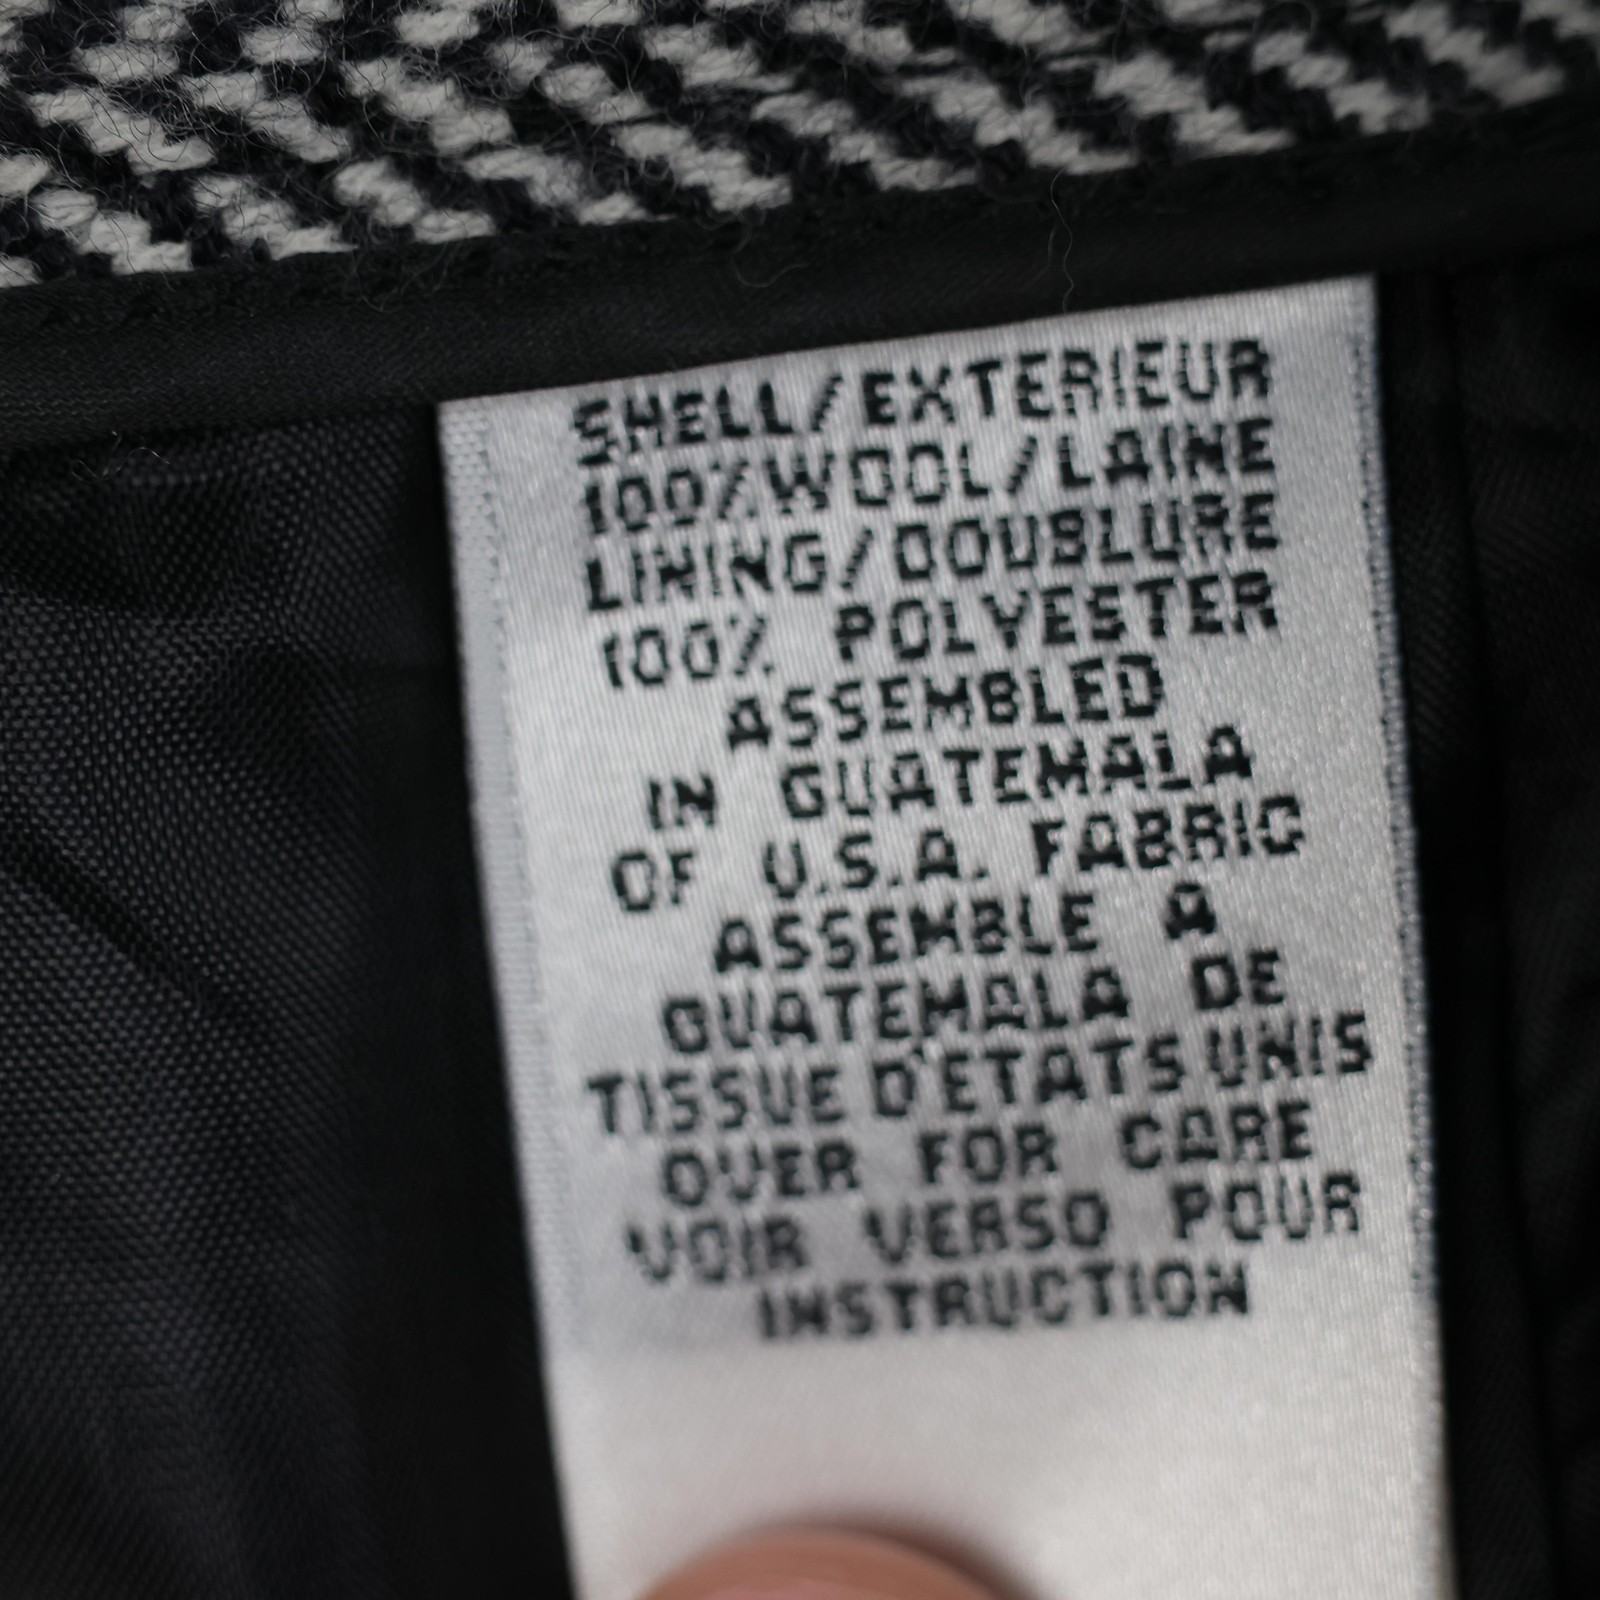 SHELL/EXTERIEUR
100%WOOL/LAINE
LINING/DOUBLURE
100% POLYESTER
ASSEMBLED
IN GUATEMALA
OF U.S.A. FABRIC
ASSEMBLE A
GUATEMALA DE
TISSUE D'ETATS UNIS
OVER FOR CARE
VOIR VERSO POUR
INSTRUCTION